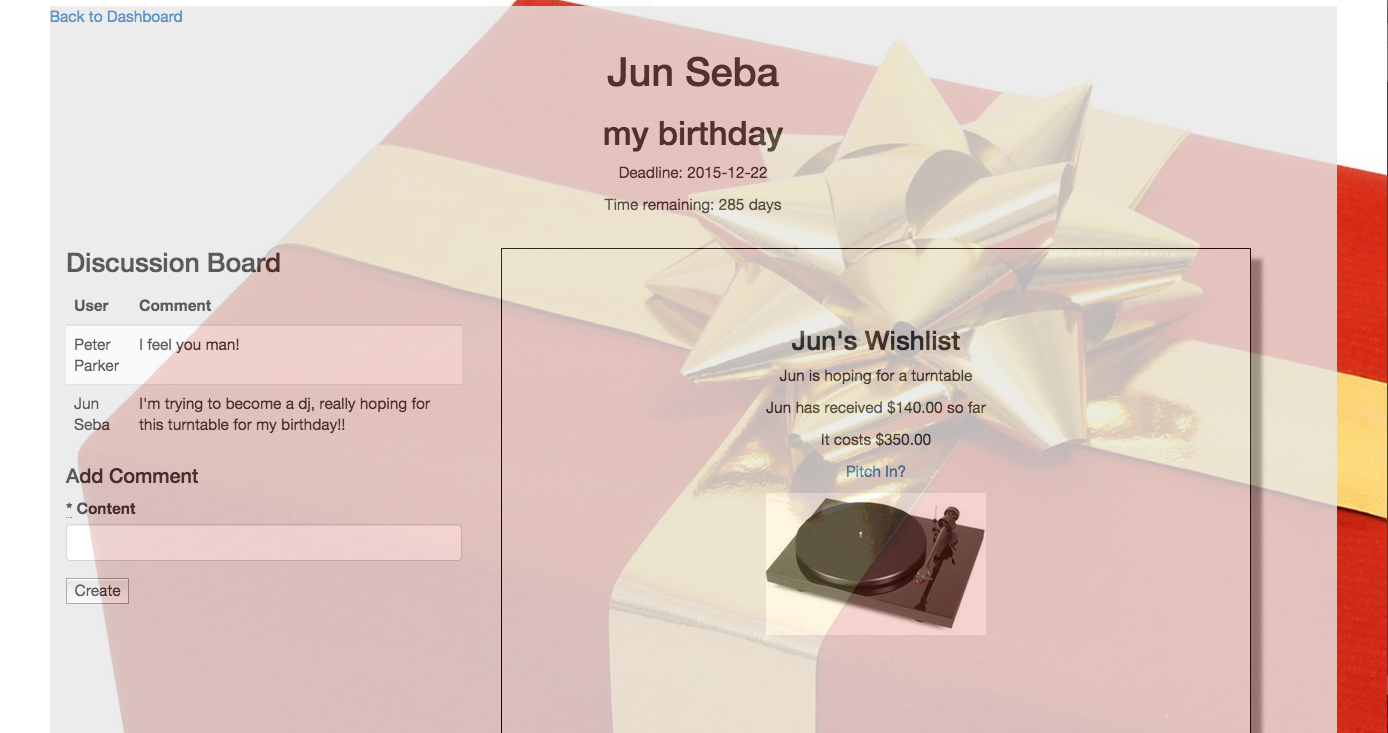 Back to Dashboard
Jun Seba
my birthday
Deadline: 2015-12-22
Time remaining: 285 days
Discussion Board
User Comment
Peter Parker I feel you man!
Jun Seba I'm trying to become a dj, really hoping for
this turntable for my birthday!!
Add Comment
* Content
Create
Jun's Wishlist
Jun is hoping for a turntable
Jun has received $140.00 so far
It costs $350.00
Pitch In?